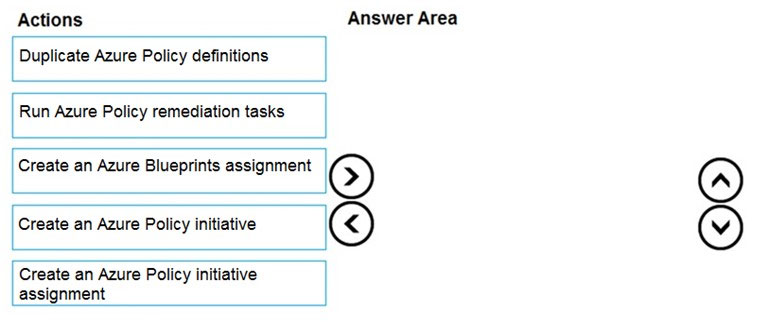 Actions
Answer Area
Duplicate Azure Policy definitions
Run Azure Policy remediation tasks
Create an Azure Blueprints assignment
Create an Azure Policy initiative
Create an Azure Policy initiative
assignment